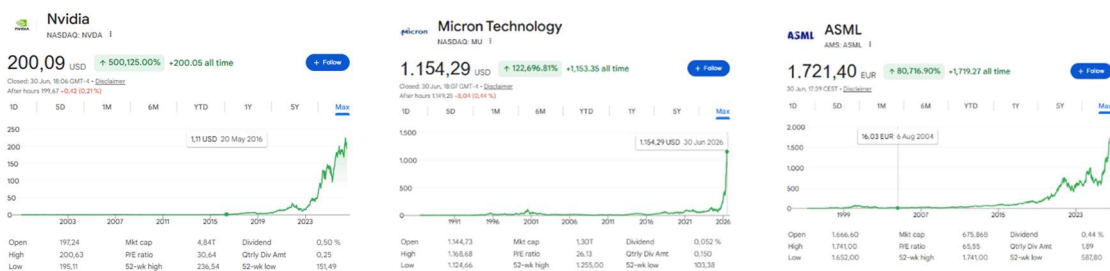 NVIDIA
Nvidia
NASDAQ: NVDA
200,09 USD ↑ 500,125.00% +200.05 all time
+ Follow
Closed: 30 Jun, 18:06 GMT-4 • Disclaimer
After hours 199,67 −0,42 (0,21 %)
1D 5D 1M 6M YTD 1Y 5Y Max
1,11 USD 20 May 2016
250
200
150
100
50
0
2003 2007 2011 2015 2019 2023
Open 197,24 Mkt cap 4,84T Dividend 0,50 %
High 200,63 P/E ratio 30,64 Qtrly Div Amt 0,25
Low 195,11 52-wk high 236,54 52-wk low 151,49
Micron
Micron Technology
NASDAQ: MU
1.154,29 USD ↑ 122,696.81% +1,153.35 all time
+ Follow
Closed: 30 Jun, 18:07 GMT-4 • Disclaimer
After hours 1.149,25 −5,04 (0,44 %)
1D 5D 1M 6M YTD 1Y 5Y Max
1.154,29 USD 30 Jun 2026
1.500
1.000
500
0
1991 1996 2001 2006 2011 2016 2021 2026
Open 1.144,73 Mkt cap 1.30T Dividend 0,052 %
High 1.168,68 P/E ratio 26,13 Qtrly Div Amt 0,150
Low 1.124,66 52-wk high 1.255,00 52-wk low 103,38
ASML
ASML
AMS: ASML
1.721,40 EUR ↑ 80,716.90% +1,719.27 all time
+ Follow
30 Jun, 17:39 CEST • Disclaimer
1D 5D 1M 6M YTD 1Y 5Y Max
16,03 EUR 6 Aug 2004
2.000
1.500
1.000
500
0
1999 2007 2015 2023
Open 1.666,60 Mkt cap 675,86B Dividend 0,44 %
High 1.741,00 P/E ratio 65,55 Qtrly Div Amt 1,89
Low 1.652,00 52-wk high 1.741,00 52-wk low 587,80